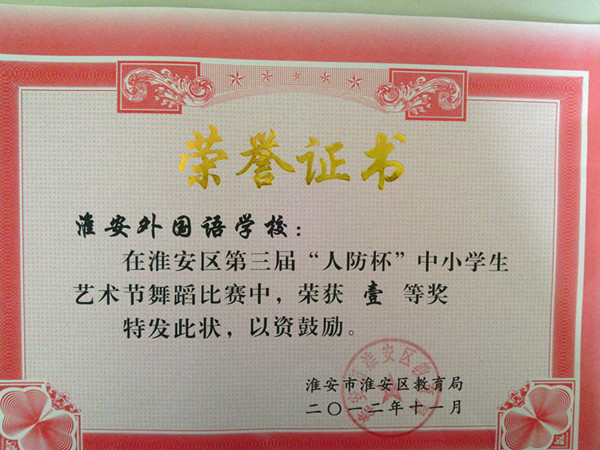 荣誉证书
淮安外国语学校：
在淮安区第三届“人防杯”中小学生
艺术节舞蹈比赛中，荣获 壹 等奖
特发此状，以资鼓励。
淮安市淮安区教育局
二〇一二年十一月